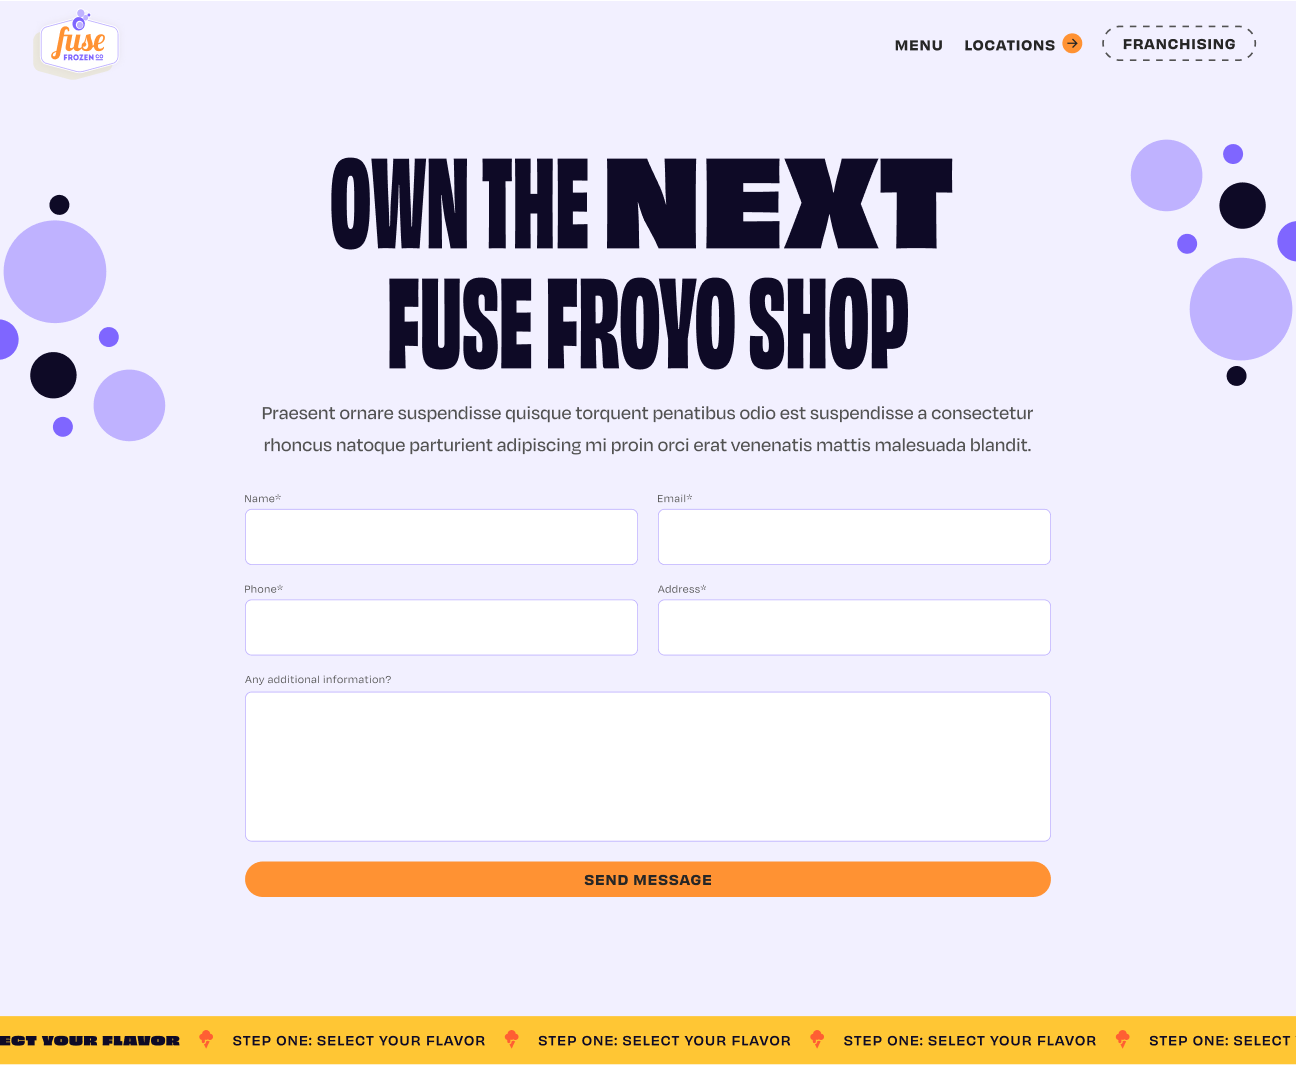 fuse
FROZEN CO
MENU
LOCATIONS
FRANCHISING
OWN THE NEXT
FUSE FROYO SHOP
Praesent ornare suspendisse quisque torquent penatibus odio est suspendisse a consectetur
rhoncus natoque parturient adipiscing mi proin orci erat venenatis mattis malesuada blandit.
Name*
Email*
Phone*
Address*
Any additional information?
SEND MESSAGE
ECT YOUR FLAVOR STEP ONE: SELECT YOUR FLAVOR STEP ONE: SELECT YOUR FLAVOR STEP ONE: SELECT YOUR FLAVOR STEP ONE: SELECT